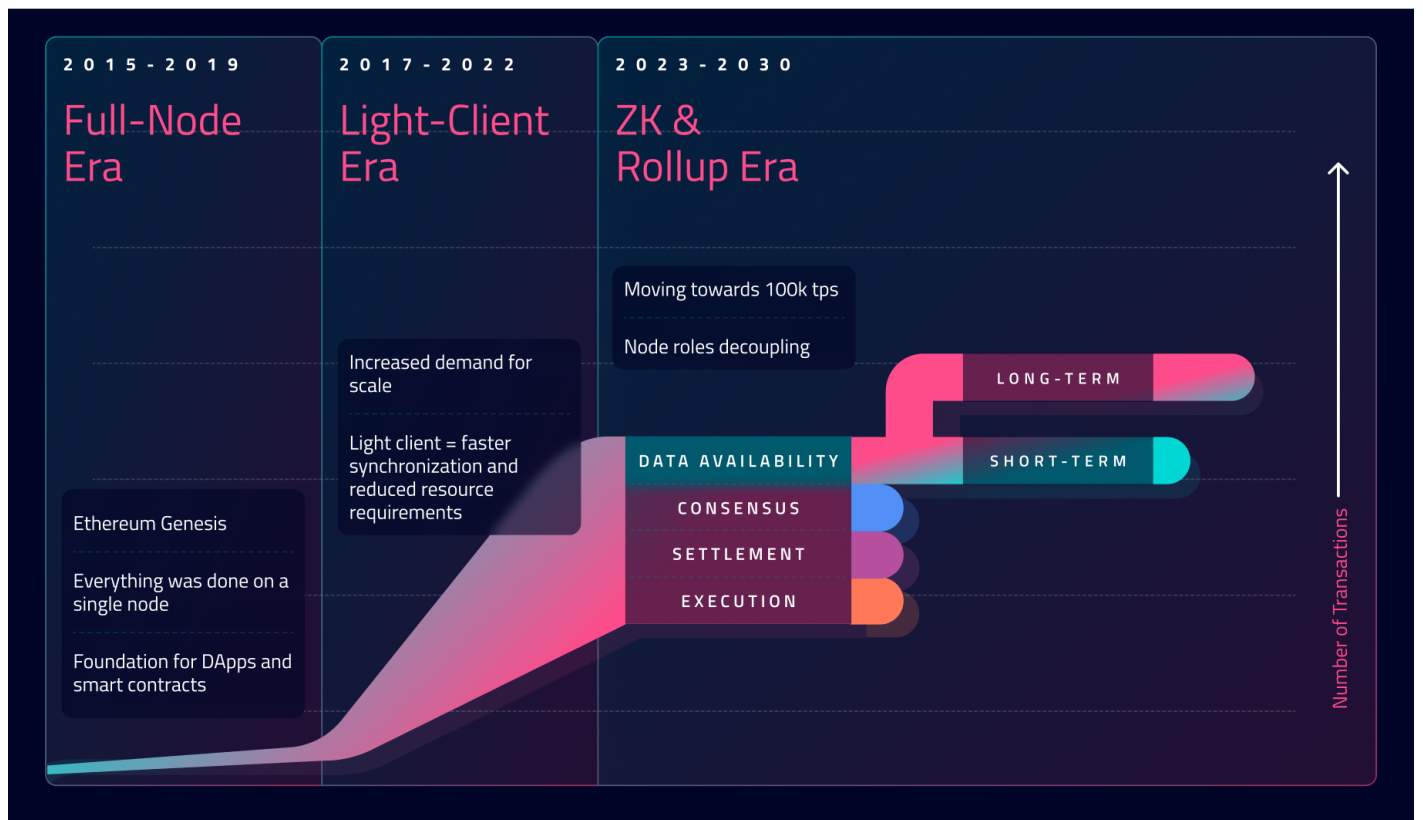 2015-2019
Full-Node
Era
Ethereum Genesis
Everything was done on a
single node
Foundation for DApps and
smart contracts
2017-2022
Light-Client
Era
Increased demand for
scale
Light client = faster
synchronization and
reduced resource
requirements
2023-2030
ZK &
Rollup Era
Moving towards 100k tps
Node roles decoupling
DATA AVAILABILITY
CONSENSUS
SETTLEMENT
EXECUTION
LONG-TERM
SHORT-TERM
Number of Transactions